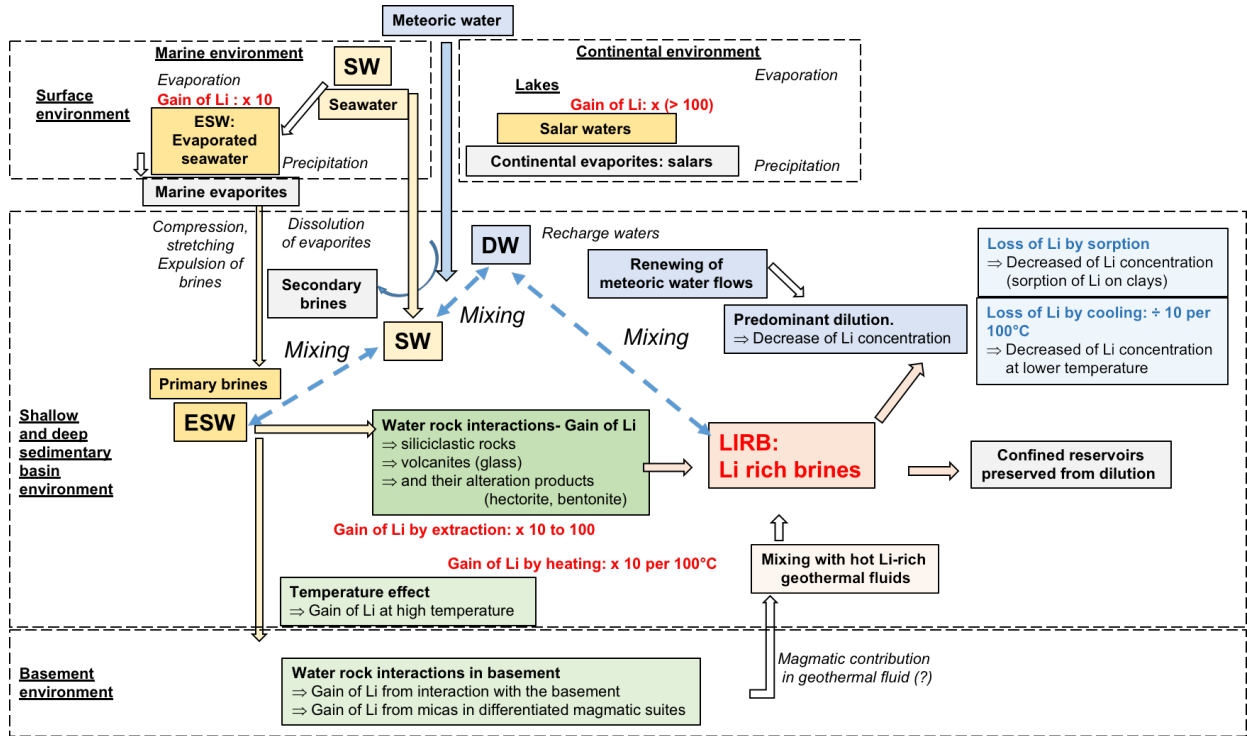 Meteoric water
Marine environment
SW
Evaporation
Gain of Li : x 10
Seawater
Surface
environment
ESW:
Evaporated
seawater
Precipitation
Marine evaporites
Continental environment
Evaporation
Lakes
Gain of Li: x (> 100)
Salar waters
Continental evaporites: salars
Precipitation
Compression,
stretching
Expulsion of
brines
Dissolution
of evaporites
DW
Recharge waters
Secondary
brines
Renewing of
meteoric water flows
Loss of Li by sorption
⇒ Decreased of Li concentration
(sorption of Li on clays)
Mixing
SW
Mixing
Mixing
Predominant dilution.
⇒ Decrease of Li concentration
Loss of Li by cooling: ÷ 10 per
100°C
⇒ Decreased of Li concentration
at lower temperature
Primary brines
ESW
Shallow
and deep
sedimentary
basin
environment
Water rock interactions- Gain of Li
⇒ siliciclastic rocks
⇒ volcanites (glass)
⇒ and their alteration products
(hectorite, bentonite)
LIRB:
Li rich brines
Confined reservoirs
preserved from dilution
Gain of Li by extraction: x 10 to 100
Gain of Li by heating: x 10 per 100°C
Mixing with hot Li-rich
geothermal fluids
Temperature effect
⇒ Gain of Li at high temperature
Basement
environment
Water rock interactions in basement
⇒ Gain of Li from interaction with the basement
⇒ Gain of Li from micas in differentiated magmatic suites
Magmatic contribution
in geothermal fluid (?)